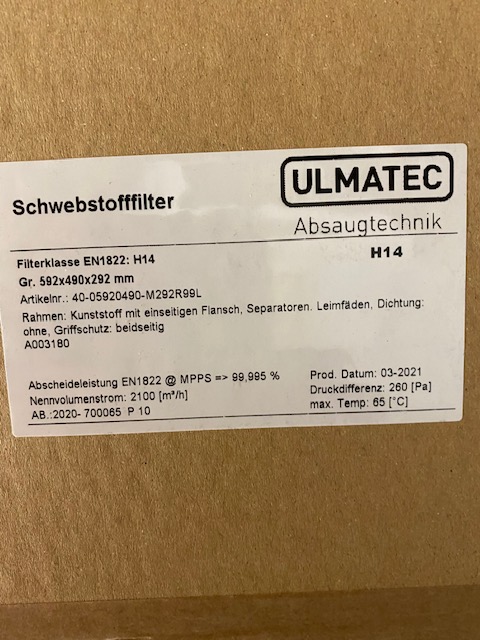 ULMATEC
Schwebstofffilter
Absaugtechnik
Filterklasse EN1822: H14
H14
Gr. 592x490x292 mm
Artikelnr.: 40-05920490-M292R99L
Rahmen: Kunststoff mit einseitigen Flansch, Separatoren. Leimfäden, Dichtung:
ohne, Griffschutz: beidseitig
A003180
Abscheideleistung EN1822 @ MPPS => 99,995 %
Nennvolumenstrom: 2100 [m³/h]
AB.:2020- 700065 P 10
Prod. Datum: 03-2021
Druckdifferenz: 260 [Pa]
max. Temp: 65 [°C]